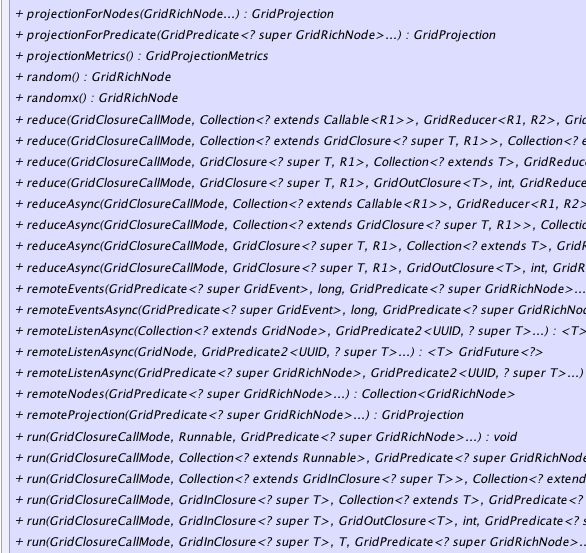 + projectionForNodes(GridRichNode...) : GridProjection
+ projectionForPredicate(GridPredicate<? super GridRichNode>...) : GridProjection
+ projectionMetrics() : GridProjectionMetrics
+ random() : GridRichNode
+ randomx() : GridRichNode
+ reduce(GridClosureCallMode, Collection<? extends Callable<R1>>, GridReducer<R1, R2>, Grid
+ reduce(GridClosureCallMode, Collection<? extends GridClosure<? super T, R1>>, Collection<? e
+ reduce(GridClosureCallMode, GridClosure<? super T, R1>, Collection<? extends T>, GridReduc
+ reduce(GridClosureCallMode, GridClosure<? super T, R1>, GridOutClosure<T>, int, GridReduce
+ reduceAsync(GridClosureCallMode, Collection<? extends Callable<R1>>, GridReducer<R1, R2>
+ reduceAsync(GridClosureCallMode, Collection<? extends GridClosure<? super T, R1>>, Collectio
+ reduceAsync(GridClosureCallMode, GridClosure<? super T, R1>, Collection<? extends T>, GridR
+ reduceAsync(GridClosureCallMode, GridClosure<? super T, R1>, GridOutClosure<T>, int, GridR
+ remoteEvents(GridPredicate<? super GridEvent>, long, GridPredicate<? super GridRichNode>...
+ remoteEventsAsync(GridPredicate<? super GridEvent>, long, GridPredicate<? super GridRichNo
+ remoteListenAsync(Collection<? extends GridNode>, GridPredicate2<UUID, ? super T>...) : <T>
+ remoteListenAsync(GridNode, GridPredicate2<UUID, ? super T>...) : <T> GridFuture<?>
+ remoteListenAsync(GridPredicate<? super GridRichNode>, GridPredicate2<UUID, ? super T>...)
+ remoteNodes(GridPredicate<? super GridRichNode>...) : Collection<GridRichNode>
+ remoteProjection(GridPredicate<? super GridRichNode>...) : GridProjection
+ run(GridClosureCallMode, Runnable, GridPredicate<? super GridRichNode>...) : void
+ run(GridClosureCallMode, Collection<? extends Runnable>, GridPredicate<? super GridRichNode
+ run(GridClosureCallMode, Collection<? extends GridInClosure<? super T>>, Collection<? extend
+ run(GridClosureCallMode, GridInClosure<? super T>, Collection<? extends T>, GridPredicate<?
+ run(GridClosureCallMode, GridInClosure<? super T>, GridOutClosure<T>, int, GridPredicate<? s
+ run(GridClosureCallMode, GridInClosure<? super T>, T, GridPredicate<? super GridRichNode>...